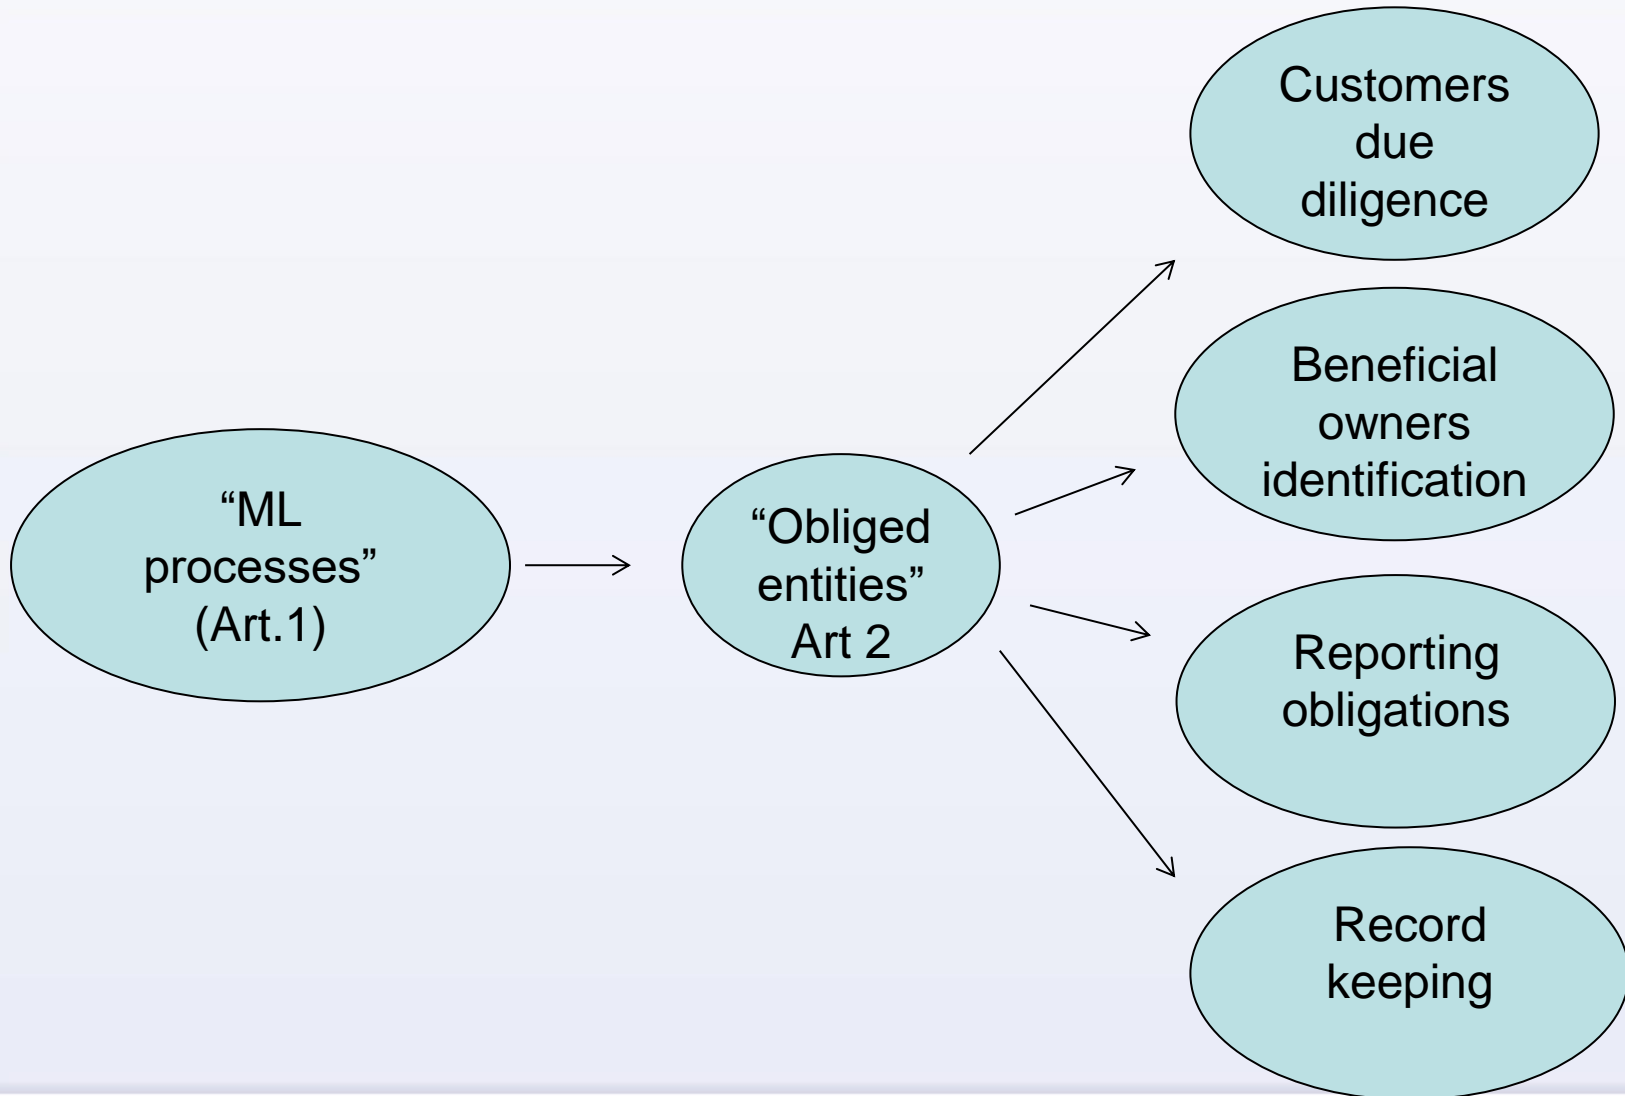 Customers
due
diligence
Beneficial
owners
identification
“ML
processes”
(Art.1)
“Obliged
entities”
Art 2
Reporting
obligations
Record
keeping